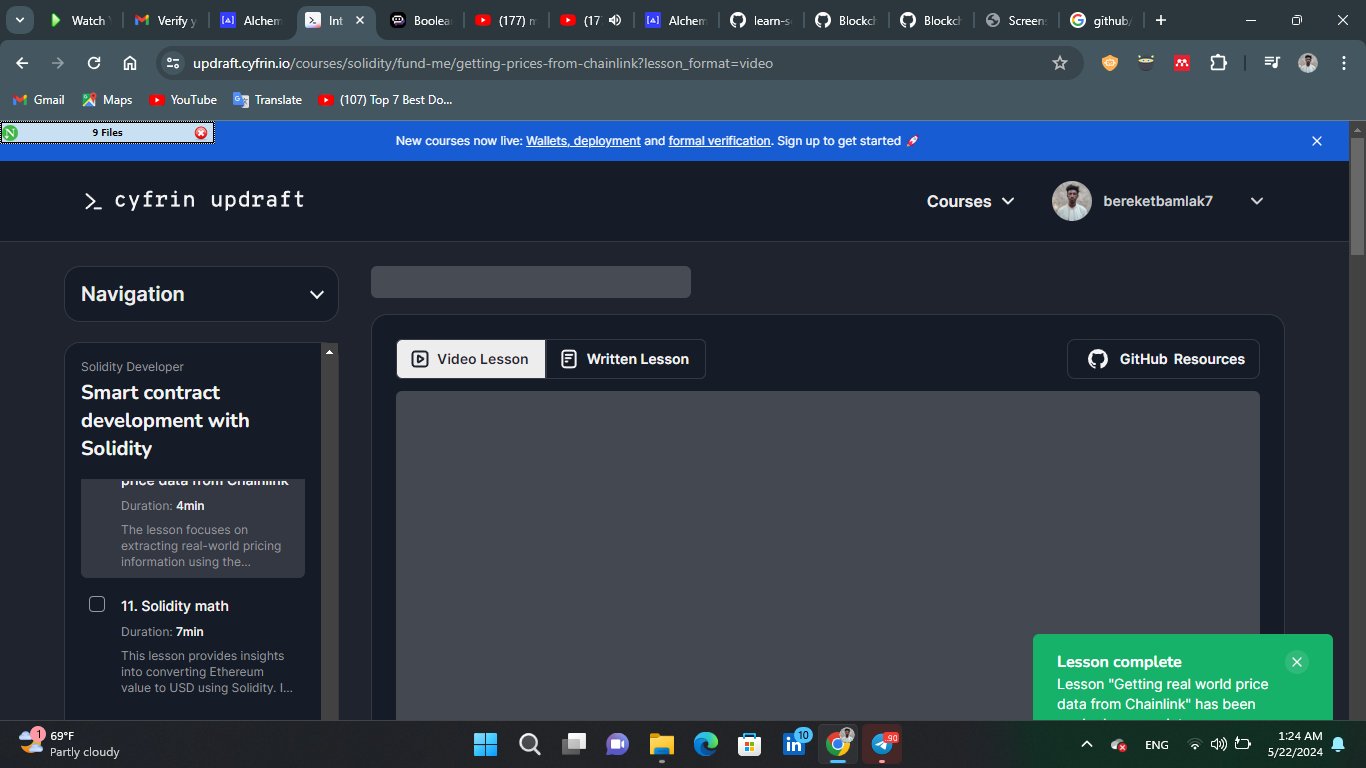 Watch
Verify y
Alchem
Int
Boolea
(177) m
(17
Alchem
learn-s
Blockch
Blockch
Screen
github/
updraft.cyfrin.io/courses/solidity/fund-me/getting-prices-from-chainlink?lesson_format=video
Gmail
Maps
YouTube
Translate
(107) Top 7 Best Do...
9 Files
New courses now live: Wallets, deployment and formal verification. Sign up to get started 🚀
>_ cyfrin updraft
Courses
bereketbamlak7
Navigation
Solidity Developer
Smart contract
development with
Solidity
price data from Chainlink
Duration: 4min
The lesson focuses on
extracting real-world pricing
information using the...
11. Solidity math
Duration: 7min
This lesson provides insights
into converting Ethereum
value to USD using Solidity. I...
Video Lesson
Written Lesson
GitHub Resources
Lesson complete
Lesson "Getting real world price
data from Chainlink" has been
1
69°F
Partly cloudy
10
90
ENG
1:24 AM
5/22/2024